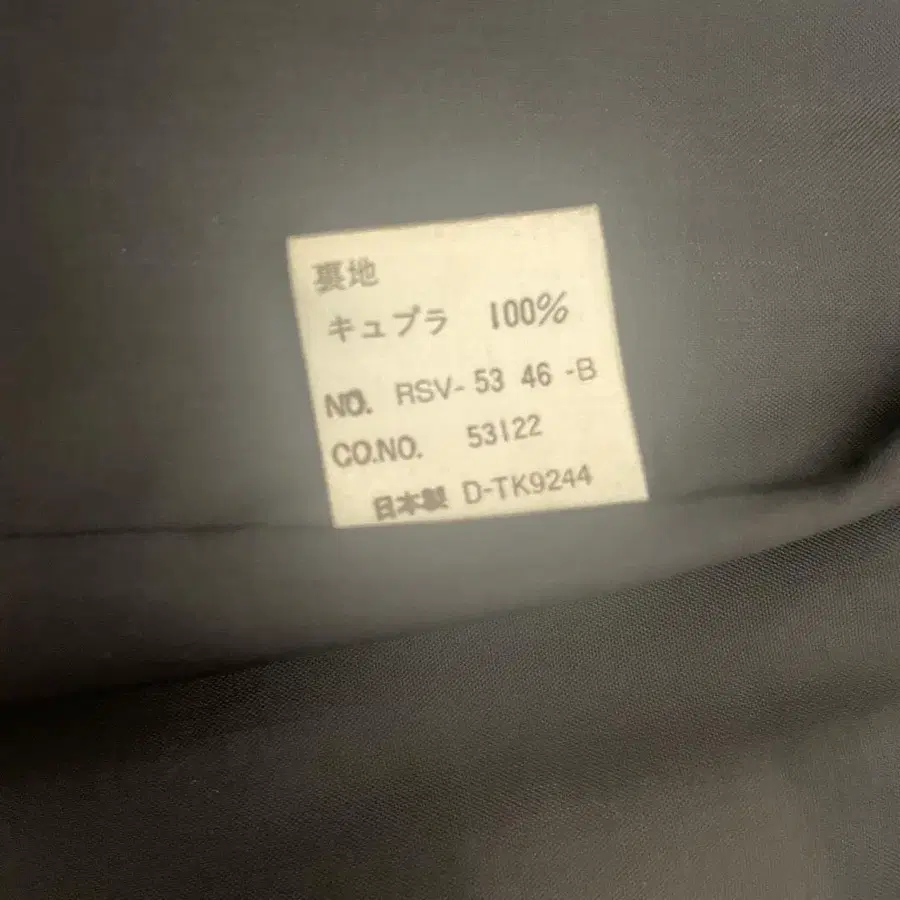 裏地
キュプラ 100%
NO. RSV- 53 46 -B
CO.NO. 53122
日本製 D-TK9244